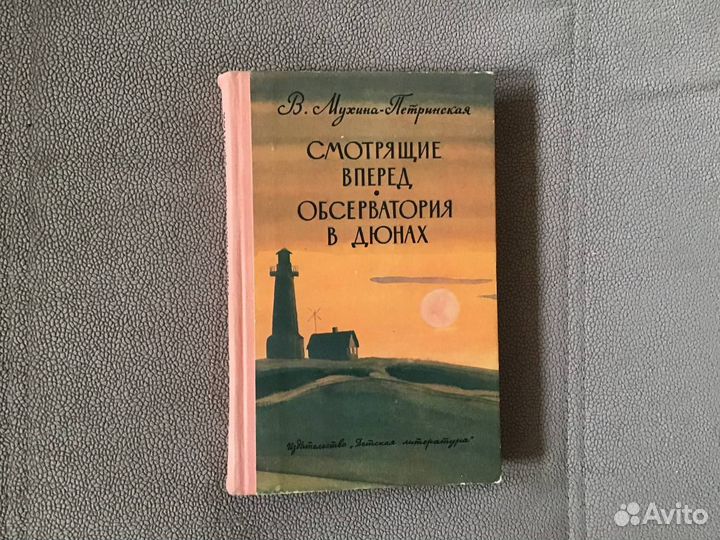 В. Мухина-Петринская
СМОТРЯЩИЕ
ВПЕРЕД
•
ОБСЕРВАТОРИЯ
В ДЮНАХ
Издательство „Детская литература"
Avito